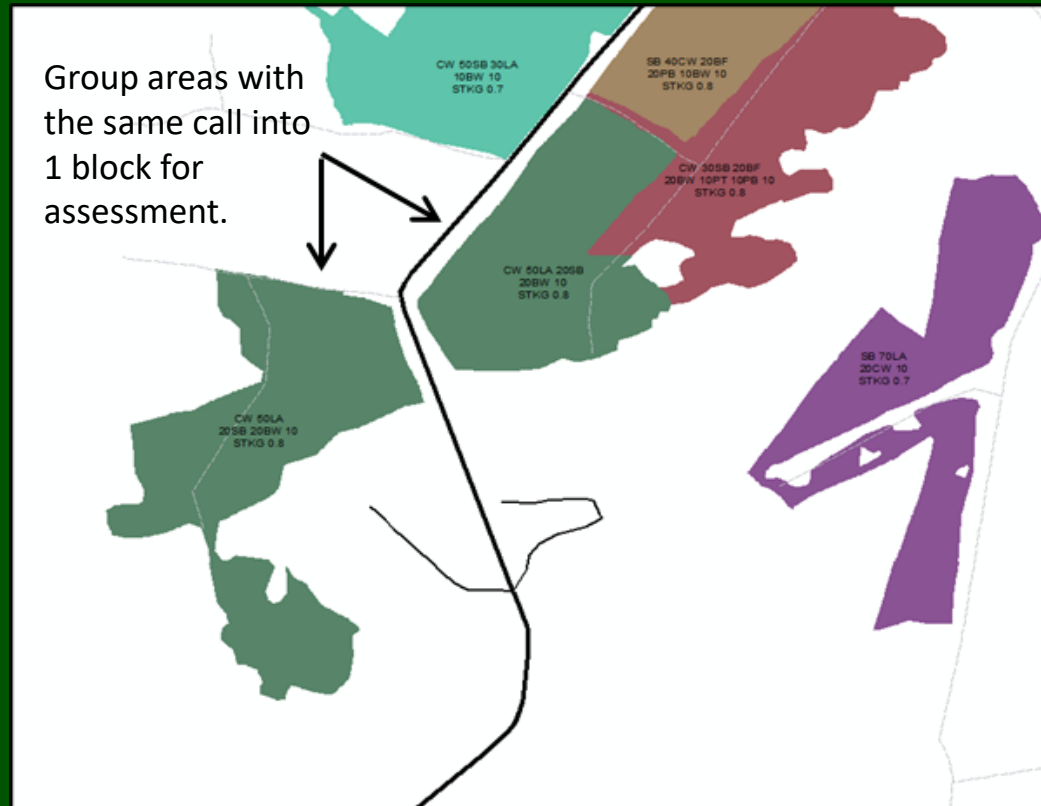 Group areas with
the same call into
1 block for
assessment.
CW 50SB 30LA
10BW 10
STKG 0.7
SB 40CW 20BF
20PB 10BW 10
STKG 0.8
CW 30SB 20BF
20BW 10PT 10PB 10
STKG 0.8
CW 50LA 20SB
20BW 10
STKG 0.8
SB 70LA
20CW 10
STKG 0.7
CW 50LA
20SB 20BW 10
STKG 0.8